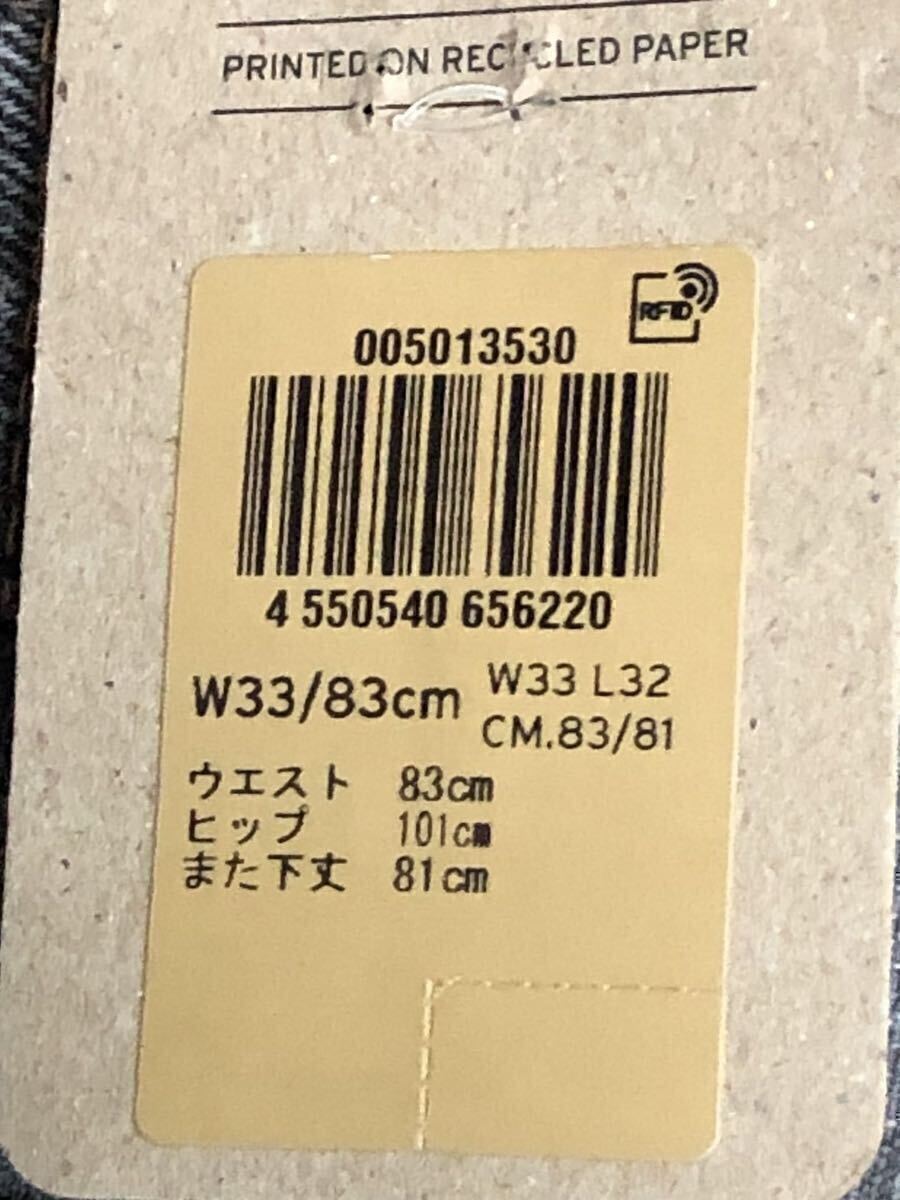 PRINTED ON RECYCLED PAPER
RFID
005013530
4 550540 656220
W33/83cm
W33 L32
CM.83/81
ウエスト 83cm
ヒップ 101cm
また下丈 81cm